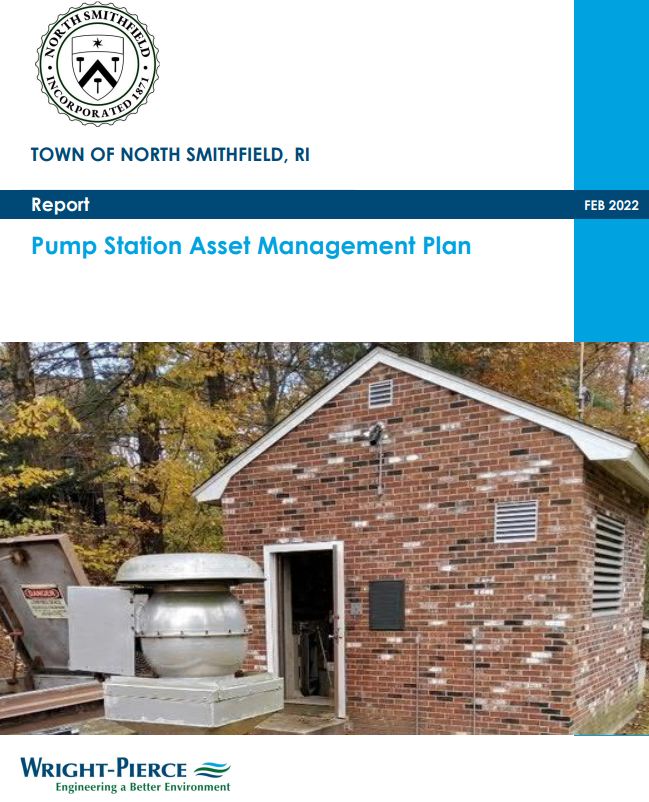 NORTH SMITHFIELD
INCORPORATED 1871
TOWN OF NORTH SMITHFIELD, RI
Report
FEB 2022
Pump Station Asset Management Plan
DANGER
WRIGHT-PIERCE
Engineering a Better Environment